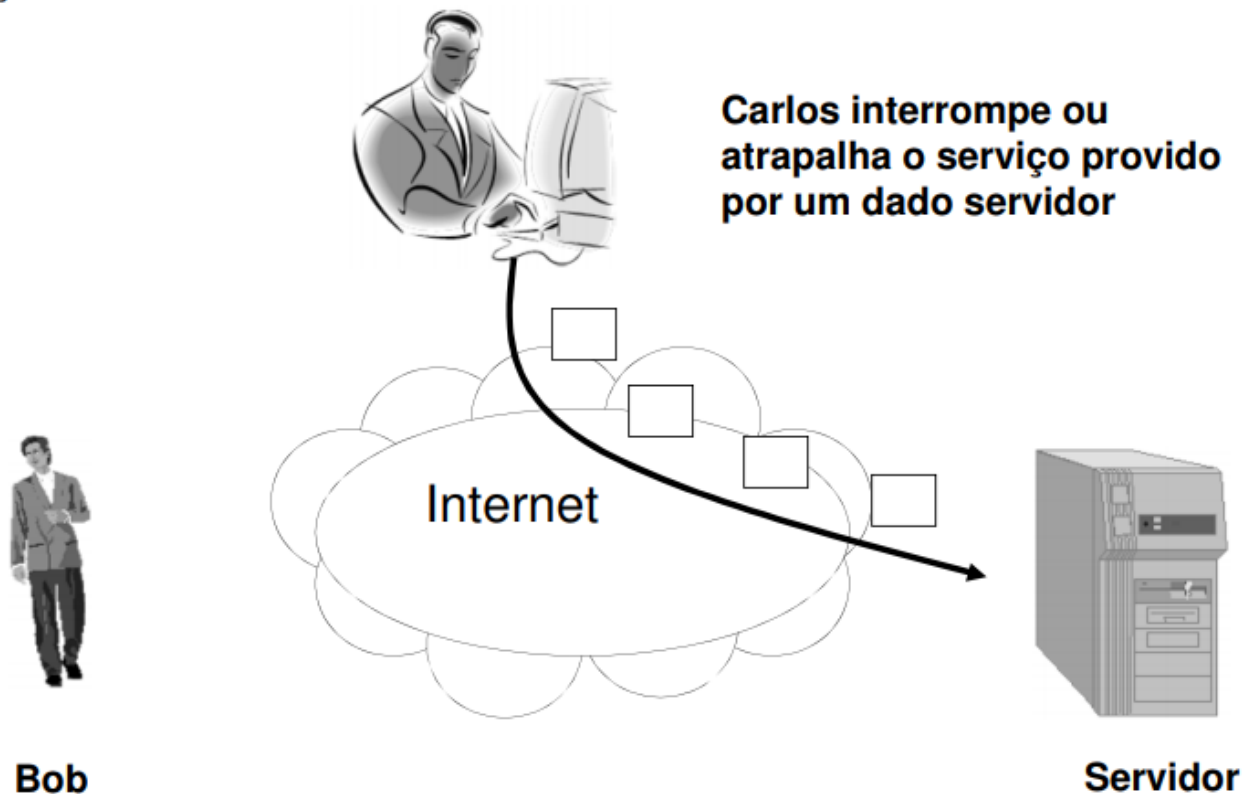 Carlos interrompe ou
atrapalha o serviço provido
por um dado servidor
Internet
Bob
Servidor